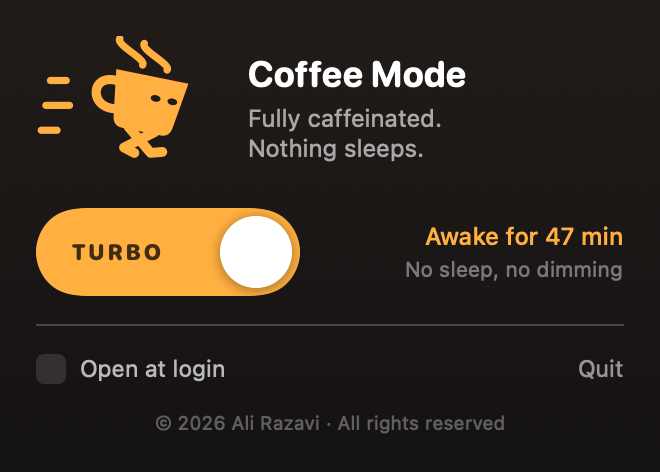 Coffee Mode
Fully caffeinated.
Nothing sleeps.
TURBO
Awake for 47 min
No sleep, no dimming
Open at login
Quit
© 2026 Ali Razavi · All rights reserved